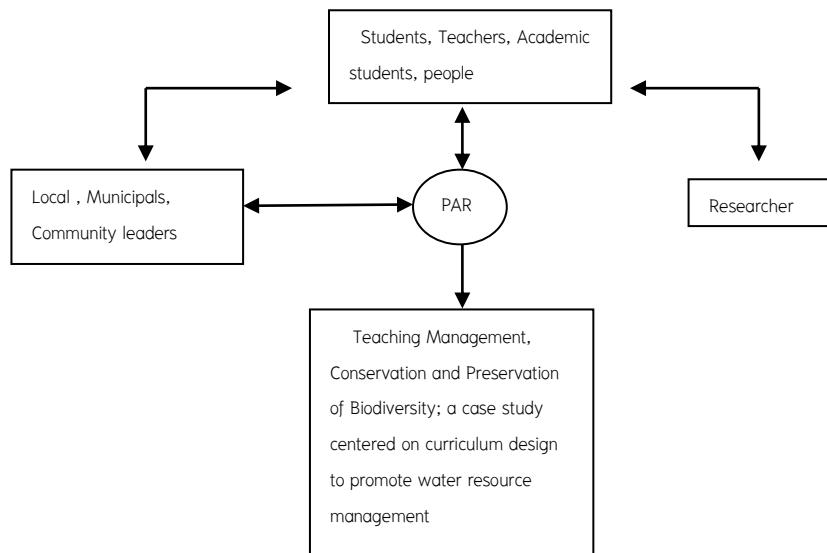 Students, Teachers, Academic
students, people
Local , Municipals,
Community leaders
PAR
Researcher
Teaching Management,
Conservation and Preservation
of Biodiversity; a case study
centered on curriculum design
to promote water resource
management